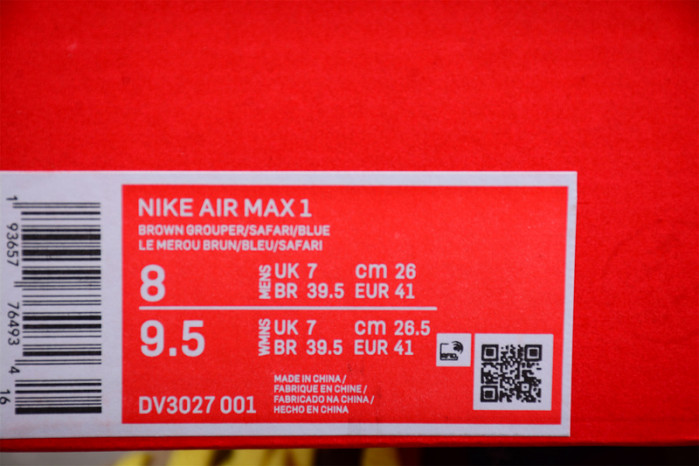 NIKE AIR MAX 1
BROWN GROUPER/SAFARI/BLUE
LE MEROU BRUN/BLEU/SAFARI
8 MENS UK 7 cm 26
BR 39.5 EUR 41
9.5 WMNS UK 7 cm 26.5
BR 39.5 EUR 41
MADE IN CHINA /
FABRIQUE EN CHINE /
FABRICADO NA CHINA /
HECHO EN CHINA
DV3027 001
1 93657 76493 4
16